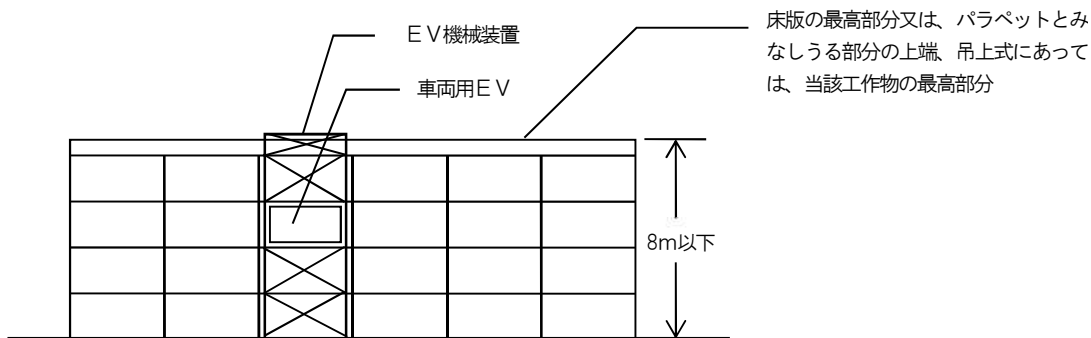 床版の最高部分又は、パラペットとみ
なしうる部分の上端、吊上式にあって
は、当該工作物の最高部分
ＥＶ機械装置
車両用ＥＶ
8ｍ以下